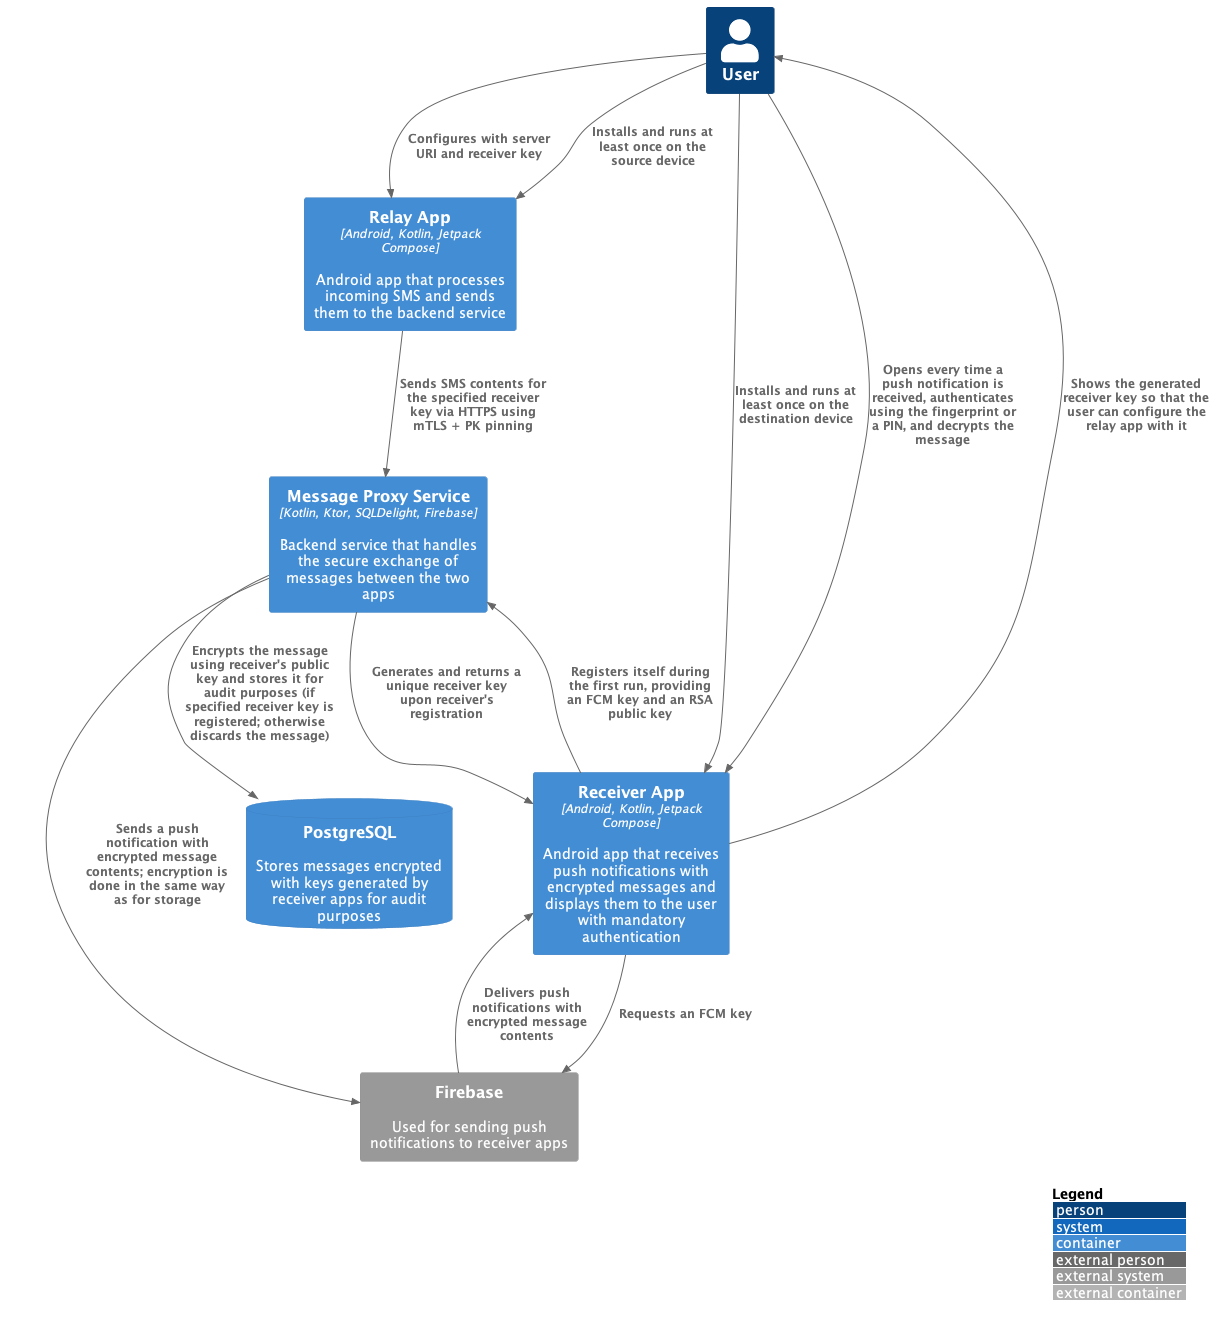 User
Configures with server
URI and receiver key
Installs and runs at
least once on the
source device
Relay App
[Android, Kotlin, Jetpack
Compose]
Android app that processes
incoming SMS and sends
them to the backend service
Sends SMS contents for
the specified receiver
key via HTTPS using
mTLS + PK pinning
Installs and runs at
least once on the
destination device
Opens every time a
push notification is
received, authenticates
using the fingerprint or
a PIN, and decrypts the
message
Shows the generated
receiver key so that the
user can configure the
relay app with it
Message Proxy Service
[Kotlin, Ktor, SQLDelight, Firebase]
Backend service that handles
the secure exchange of
messages between the two
apps
Encrypts the message
using receiver's public
key and stores it for
audit purposes (if
specified receiver key is
registered; otherwise
discards the message)
Generates and returns a
unique receiver key
upon receiver's
registration
Registers itself during
the first run, providing
an FCM key and an RSA
public key
Sends a push
notification with
encrypted message
contents; encryption is
done in the same way
as for storage
PostgreSQL
Stores messages encrypted
with keys generated by
receiver apps for audit
purposes
Receiver App
[Android, Kotlin, Jetpack
Compose]
Android app that receives
push notifications with
encrypted messages and
displays them to the user
with mandatory
authentication
Delivers push
notifications with
encrypted message
contents
Requests an FCM key
Firebase
Used for sending push
notifications to receiver apps
Legend
person
system
container
external person
external system
external container